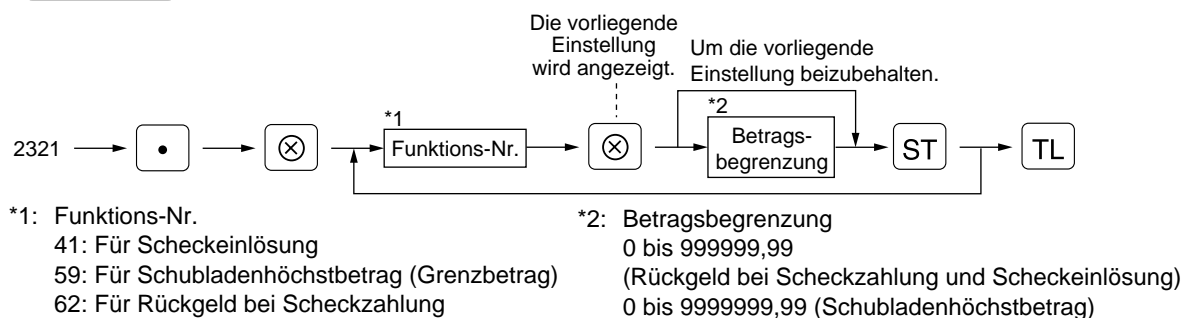 Die vorliegende
Einstellung
wird angezeigt.
Um die vorliegende
Einstellung beizubehalten.
*1
*2
2321
Funktions-Nr.
Betrags-
begrenzung
ST
TL
*1: Funktions-Nr.
41: Für Scheckeinlösung
59: Für Schubladenhöchstbetrag (Grenzbetrag)
62: Für Rückgeld bei Scheckzahlung
*2: Betragsbegrenzung
0 bis 999999,99
(Rückgeld bei Scheckzahlung und Scheckeinlösung)
0 bis 9999999,99 (Schubladenhöchstbetrag)